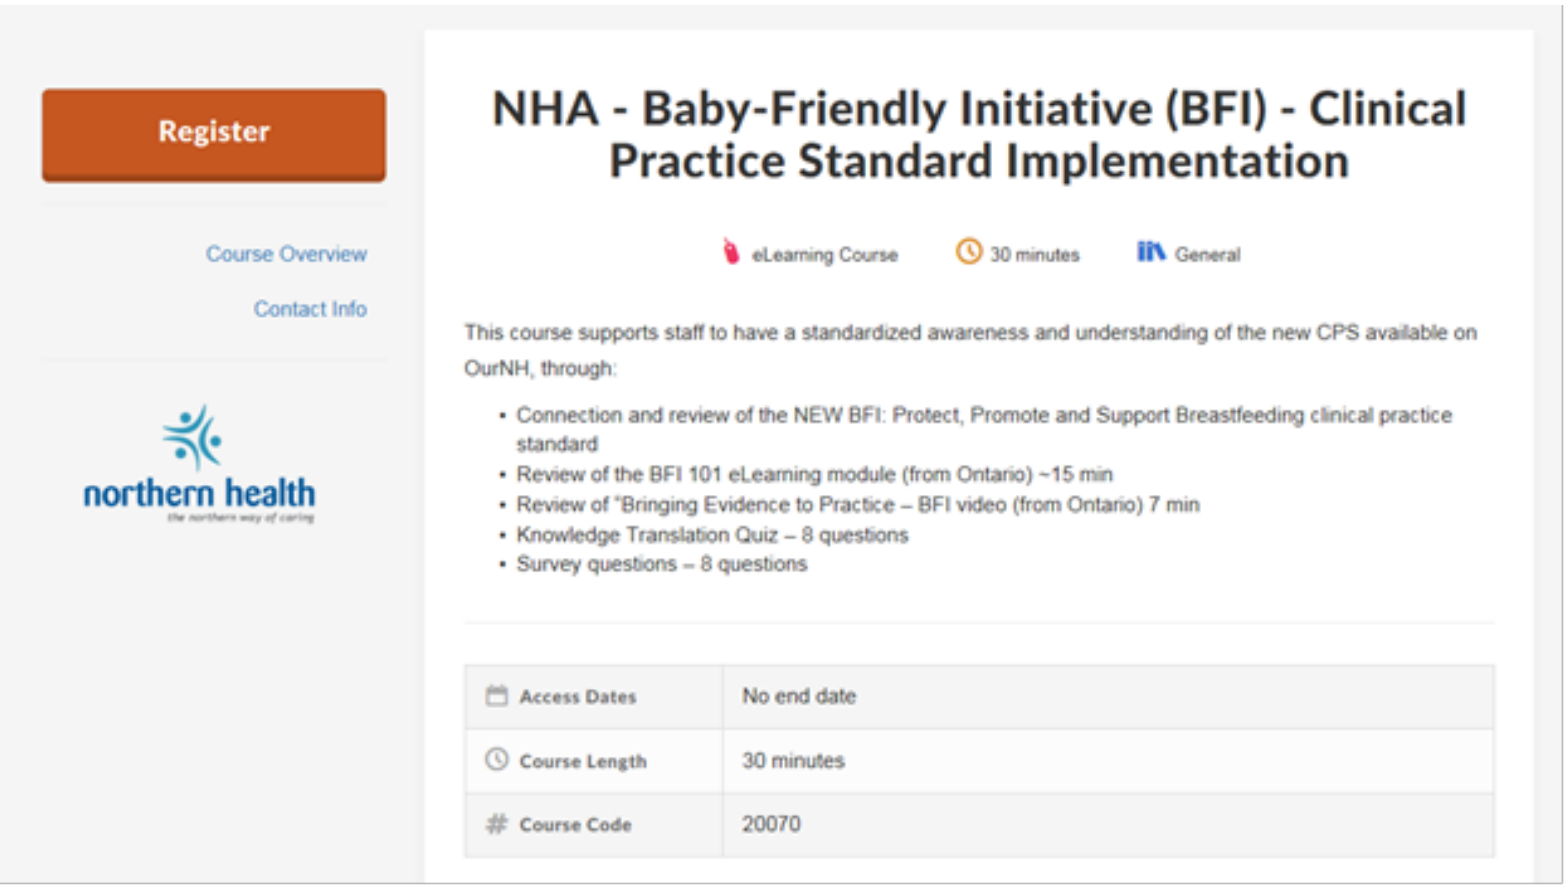 Register
Course Overview
Contact Info
northern health
the northern way of caring
NHA - Baby-Friendly Initiative (BFI) - Clinical
Practice Standard Implementation
eLearning Course 30 minutes General
This course supports staff to have a standardized awareness and understanding of the new CPS available on
OurNH, through:
• Connection and review of the NEW BFI: Protect, Promote and Support Breastfeeding clinical practice
standard
• Review of the BFI 101 eLearning module (from Ontario) ~15 min
• Review of "Bringing Evidence to Practice – BFI video (from Ontario) 7 min
• Knowledge Translation Quiz – 8 questions
• Survey questions – 8 questions
Access Dates No end date
Course Length 30 minutes
# Course Code 20070